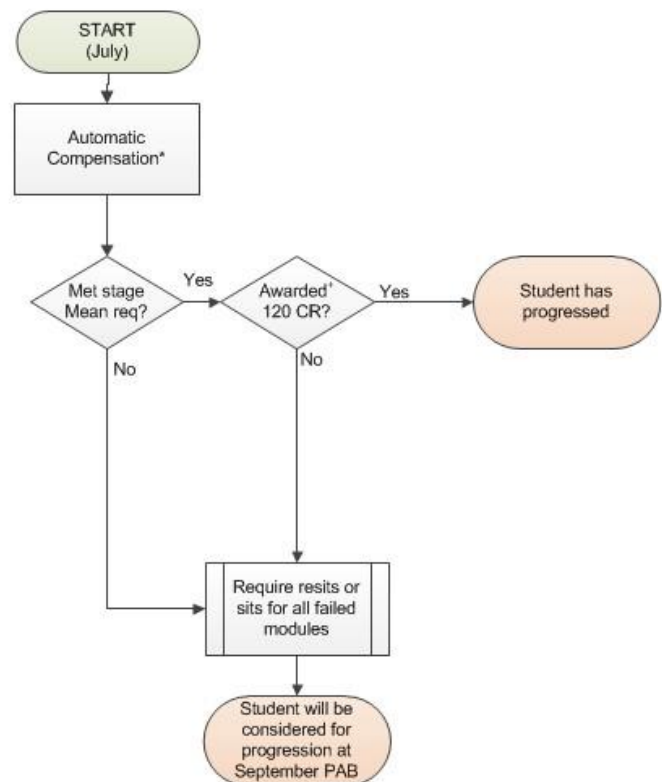 START
(July)
Automatic
Compensation*
Met stage
Mean req?
Yes
Awarded⁺
120 CR?
Yes
Student has
progressed
No
No
Require resits or
sits for all failed
modules
Student will be
considered for
progression at
September PAB